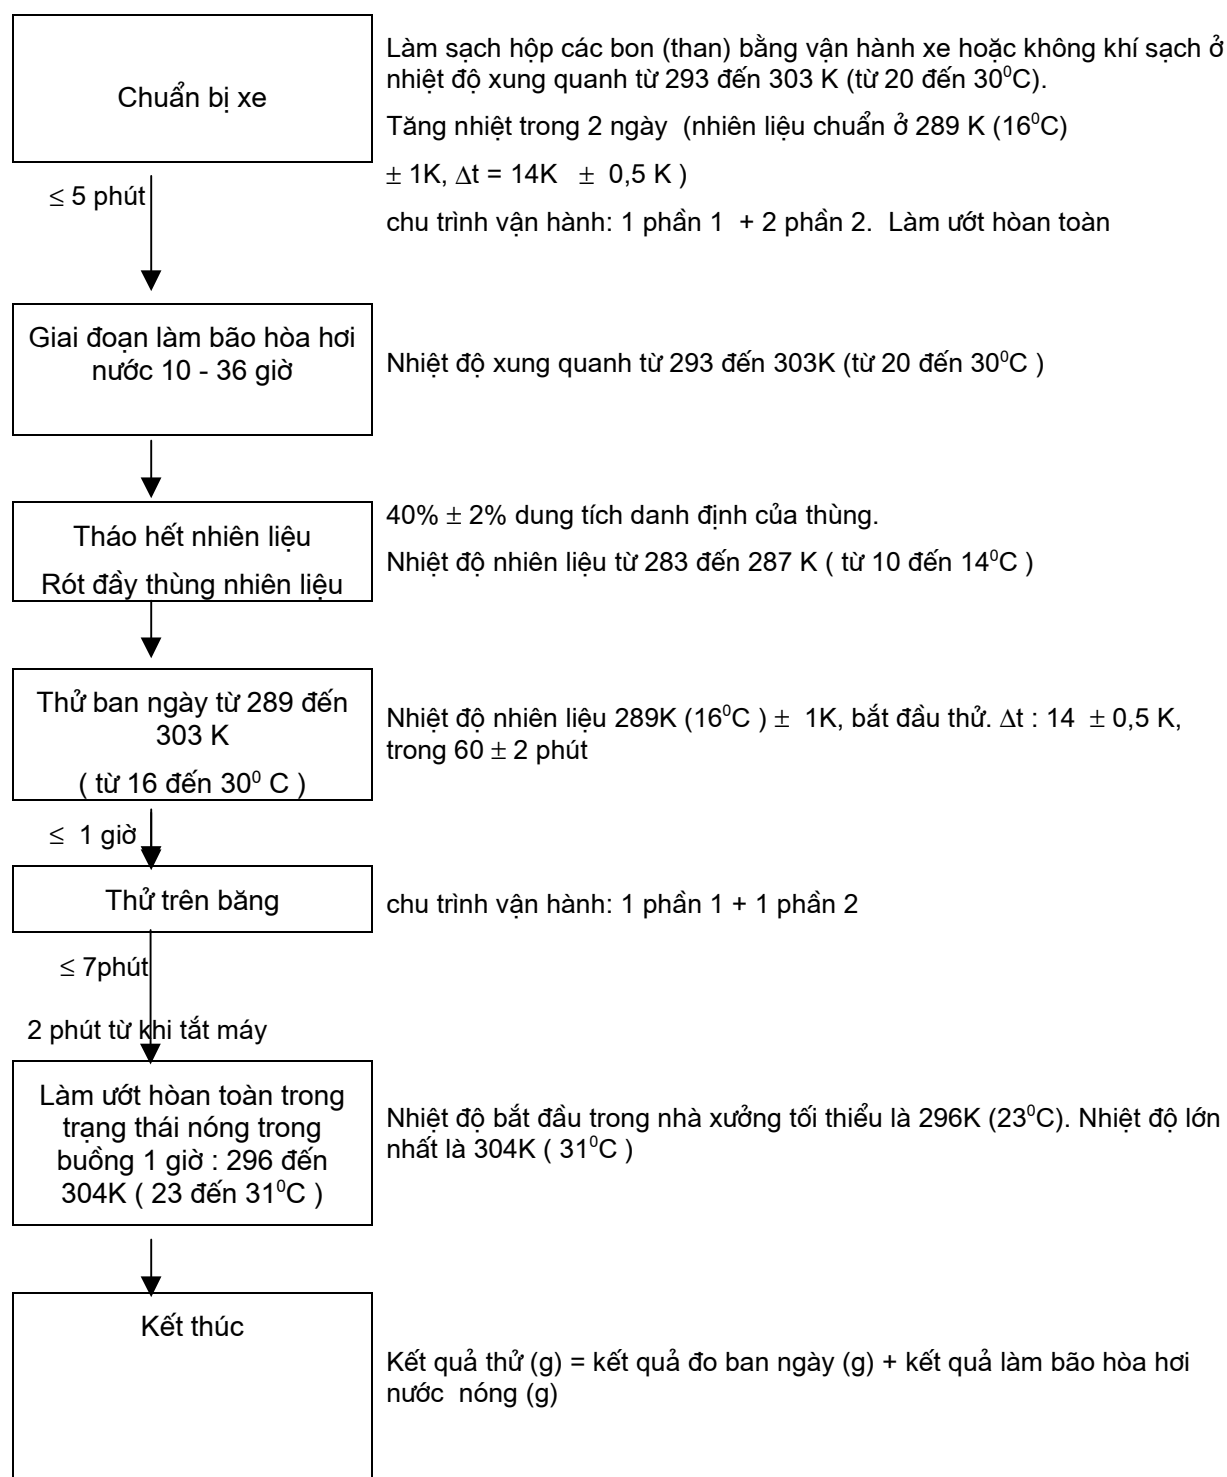 Chuẩn bị xe
Làm sạch hộp các bon (than) bằng vận hành xe hoặc không khí sạch ở
nhiệt độ xung quanh từ 293 đến 303 K (từ 20 đến 30⁰C).
Tăng nhiệt trong 2 ngày (nhiên liệu chuẩn ở 289 K (16⁰C)
± 1K, Δt = 14K ± 0,5 K )
chu trình vận hành: 1 phần 1 + 2 phần 2. Làm ướt hòan toàn
≤ 5 phút
Giai đoạn làm bão hòa hơi
nước 10 - 36 giờ
Nhiệt độ xung quanh từ 293 đến 303K (từ 20 đến 30⁰C )
Tháo hết nhiên liệu
Rót đầy thùng nhiên liệu
40% ± 2% dung tích danh định của thùng.
Nhiệt độ nhiên liệu từ 283 đến 287 K ( từ 10 đến 14⁰C )
Thử ban ngày từ 289 đến
303 K
( từ 16 đến 30⁰ C )
Nhiệt độ nhiên liệu 289K (16⁰C ) ± 1K, bắt đầu thử. Δt : 14 ± 0,5 K,
trong 60 ± 2 phút
≤ 1 giờ
Thử trên băng
chu trình vận hành: 1 phần 1 + 1 phần 2
≤ 7phút
2 phút từ khi tắt máy
Làm ướt hòan toàn trong
trạng thái nóng trong
buồng 1 giờ : 296 đến
304K ( 23 đến 31⁰C )
Nhiệt độ bắt đầu trong nhà xưởng tối thiểu là 296K (23⁰C). Nhiệt độ lớn
nhất là 304K ( 31⁰C )
Kết thúc
Kết quả thử (g) = kết quả đo ban ngày (g) + kết quả làm bão hòa hơi
nước nóng (g)